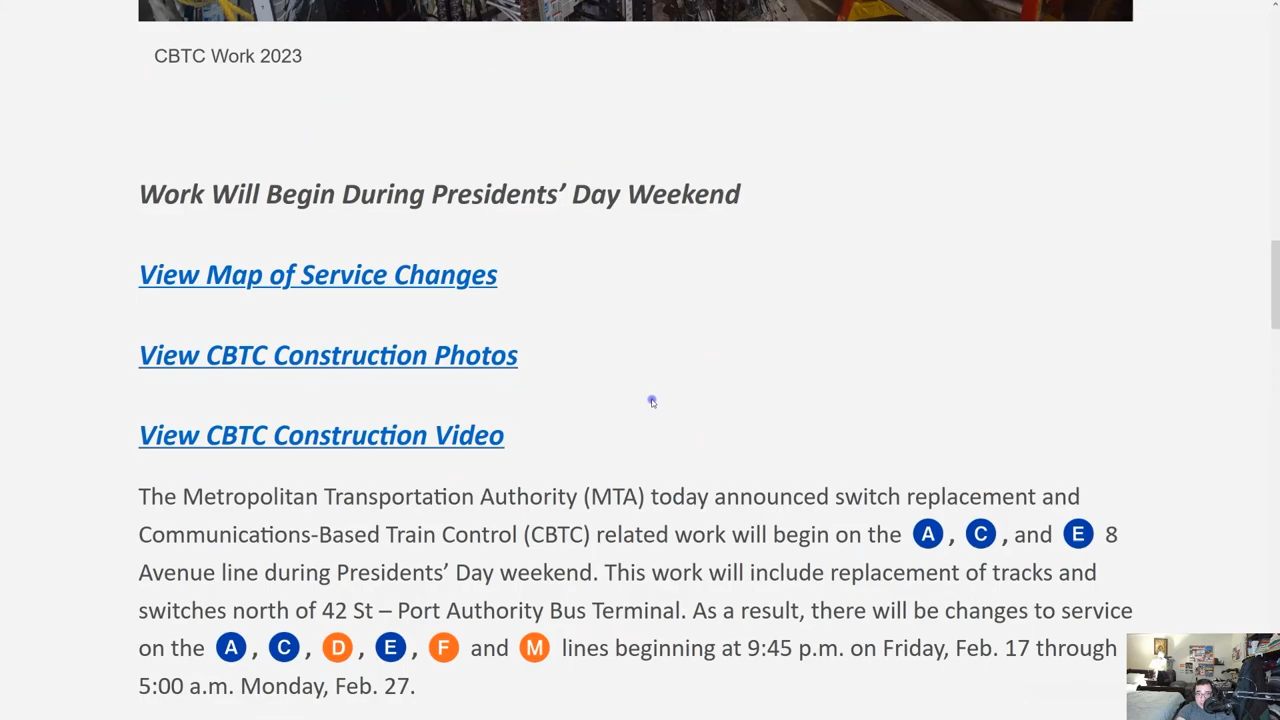 CBTC Work 2023
Work Will Begin During Presidents’ Day Weekend
View Map of Service Changes
View CBTC Construction Photos
View CBTC Construction Video
The Metropolitan Transportation Authority (MTA) today announced switch replacement and
Communications-Based Train Control (CBTC) related work will begin on the A, C, and E 8
Avenue line during Presidents’ Day weekend. This work will include replacement of tracks and
switches north of 42 St – Port Authority Bus Terminal. As a result, there will be changes to service
on the A, C, D, E, F and M lines beginning at 9:45 p.m. on Friday, Feb. 17 through
5:00 a.m. Monday, Feb. 27.